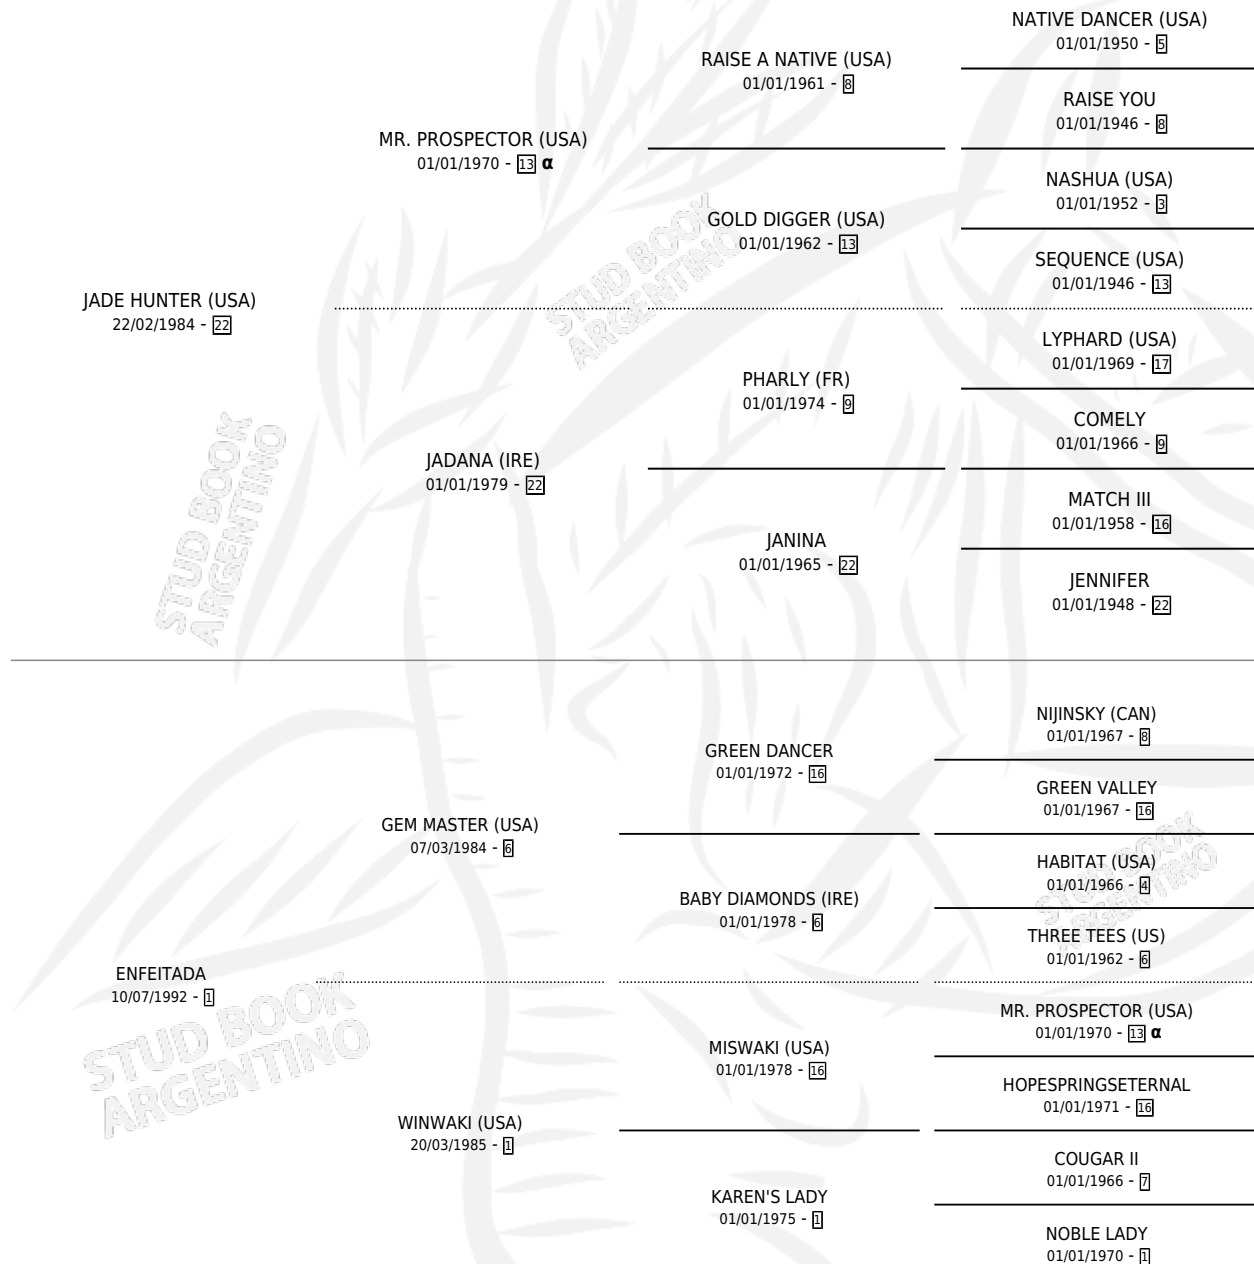 NATIVE DANCER (USA)
01/01/1950 - 5
RAISE A NATIVE (USA)
01/01/1961 - 8
RAISE YOU
01/01/1946 - 8
MR. PROSPECTOR (USA)
01/01/1970 - 13 α
NASHUA (USA)
01/01/1952 - 3
GOLD DIGGER (USA)
01/01/1962 - 13
SEQUENCE (USA)
01/01/1946 - 13
JADE HUNTER (USA)
22/02/1984 - 22
STUD BOOK
ARGENTINO
LYPHARD (USA)
01/01/1969 - 17
PHARLY (FR)
01/01/1974 - 9
COMELY
01/01/1966 - 9
JADANA (IRE)
01/01/1979 - 22
MATCH III
01/01/1958 - 16
JANINA
01/01/1965 - 22
JENNIFER
01/01/1948 - 22
STUD BOOK
ARGENTINO
NIJINSKY (CAN)
01/01/1967 - 8
GREEN DANCER
01/01/1972 - 16
GREEN VALLEY
01/01/1967 - 16
GEM MASTER (USA)
07/03/1984 - 6
HABITAT (USA)
01/01/1966 - 4
BABY DIAMONDS (IRE)
01/01/1978 - 6
THREE TEES (US)
01/01/1962 - 6
STUD BOOK
ARGENTINO
ENFEITADA
10/07/1992 - 1
MR. PROSPECTOR (USA)
01/01/1970 - 13 α
MISWAKI (USA)
01/01/1978 - 16
HOPESPRINGSETERNAL
01/01/1971 - 16
STUD BOOK
ARGENTINO
WINWAKI (USA)
20/03/1985 - 1
COUGAR II
01/01/1966 - 7
KAREN'S LADY
01/01/1975 - 1
NOBLE LADY
01/01/1970 - 1